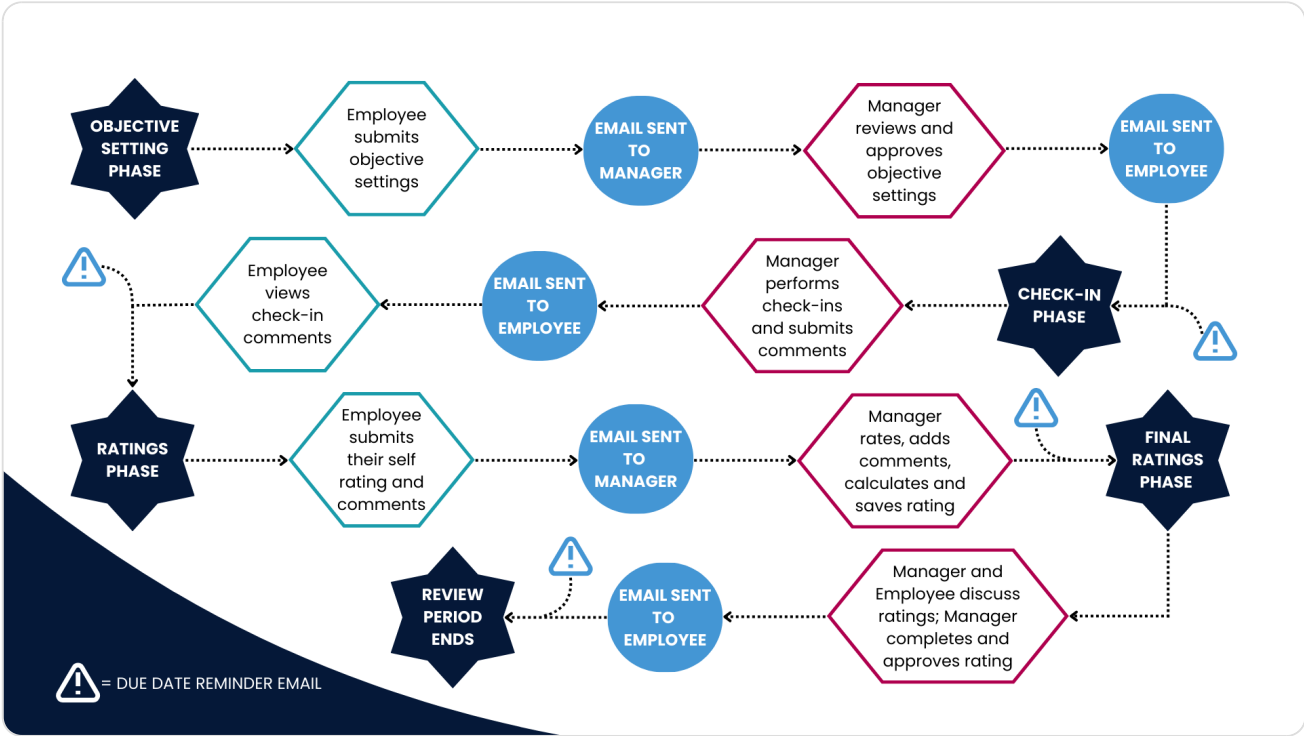 OBJECTIVE
SETTING
PHASE
Employee
submits
objective
settings
EMAIL SENT
TO
MANAGER
Manager
reviews and
approves
objective
settings
EMAIL SENT
TO
EMPLOYEE
CHECK-IN
PHASE
Manager
performs
check-ins
and submits
comments
EMAIL SENT
TO
EMPLOYEE
Employee
views
check-in
comments
RATINGS
PHASE
Employee
submits
their self
rating and
comments
EMAIL SENT
TO
MANAGER
Manager
rates, adds
comments,
calculates and
saves rating
FINAL
RATINGS
PHASE
Manager and
Employee discuss
ratings; Manager
completes and
approves rating
EMAIL SENT
TO
EMPLOYEE
REVIEW
PERIOD
ENDS
= DUE DATE REMINDER EMAIL